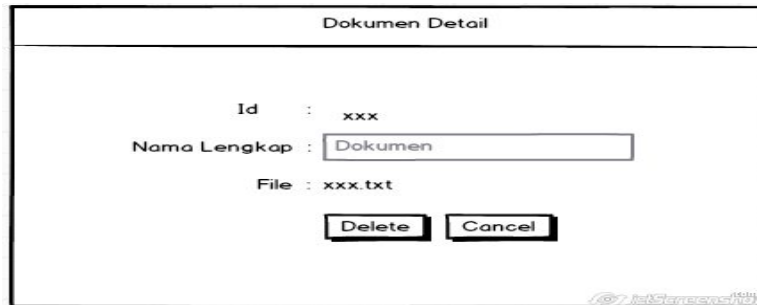 Dokumen Detail
Id : xxx
Nama Lengkap : Dokumen
File : xxx.txt
Delete Cancel